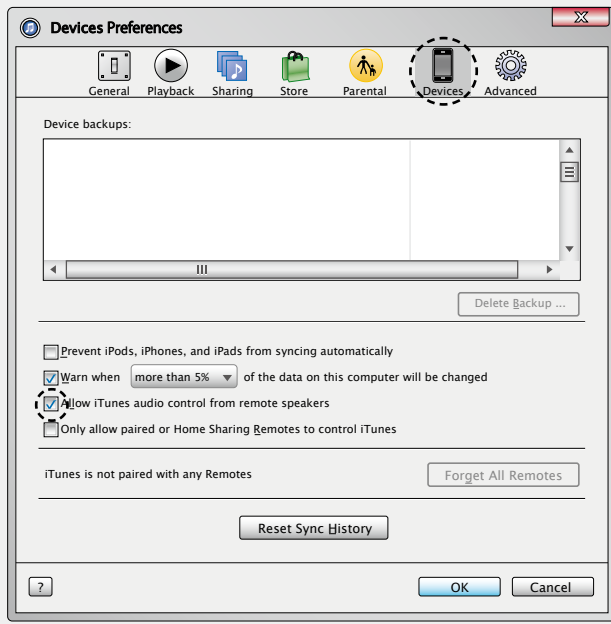 Devices Preferences
General Playback Sharing Store Parental Devices Advanced
Device backups:
Delete Backup ...
Prevent iPods, iPhones, and iPads from syncing automatically
Warn when more than 5% of the data on this computer will be changed
Allow iTunes audio control from remote speakers
Only allow paired or Home Sharing Remotes to control iTunes
iTunes is not paired with any Remotes Forget All Remotes
Reset Sync History
? OK Cancel